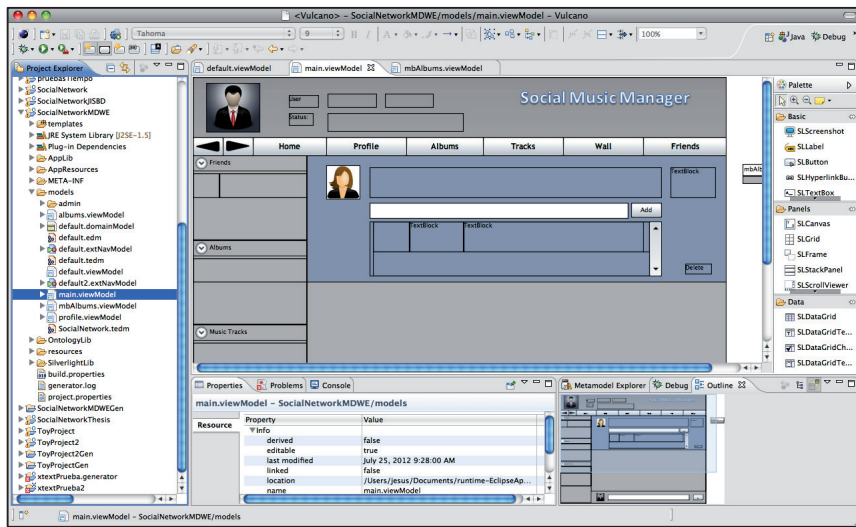 <Vulcano> – SocialNetworkMDWE/models/main.viewModel – Vulcano
Tahoma
9
B
I
A
100%
Java
Debug
Project Explorer
pruebasTiempo
SocialNetwork
SocialNetworkJISBD
SocialNetworkMDWE
templates
JRE System Library [J2SE-1.5]
Plug-in Dependencies
AppLib
AppResources
META-INF
models
admin
albums.viewModel
default.domainModel
default.edm
default.extNavModel
default.tedm
default.viewModel
default2.extNavModel
main.viewModel
mbAlbums.viewModel
profile.viewModel
SocialNetwork.tedm
OntologyLib
resources
SilverlightLib
build.properties
generator.log
project.properties
SocialNetworkMDWEGen
SocialNetworkThesis
ToyProject
ToyProject2
ToyProject2Gen
ToyProjectGen
xtextPrueba.generator
xtextPrueba2
default.viewModel
main.viewModel
mbAlbums.viewModel
User
Status:
Social Music Manager
Home
Profile
Albums
Tracks
Wall
Friends
Friends
TextBlock
Add
TextBlock
TextBlock
Albums
Delete
Music Tracks
mbAlb
Palette
Basic
SLScreenshot
SLLabel
SLButton
SLHyperlinkBu...
SLTextBox
Panels
SLCanvas
SLGrid
SLFrame
SLStackPanel
SLScrollViewer
Data
SLDataGrid
SLDataGridTe...
SLDataGridCh...
SLDataGridTe...
Properties
Problems
Console
main.viewModel – SocialNetworkMDWE/models
Resource
Property
Value
Info
derived
false
editable
true
last modified
July 25, 2012 9:28:00 AM
linked
false
location
/Users/jesus/Documents/runtime-EclipseAp...
name
main.viewModel
Metamodel Explorer
Debug
Outline
main.viewModel – SocialNetworkMDWE/models